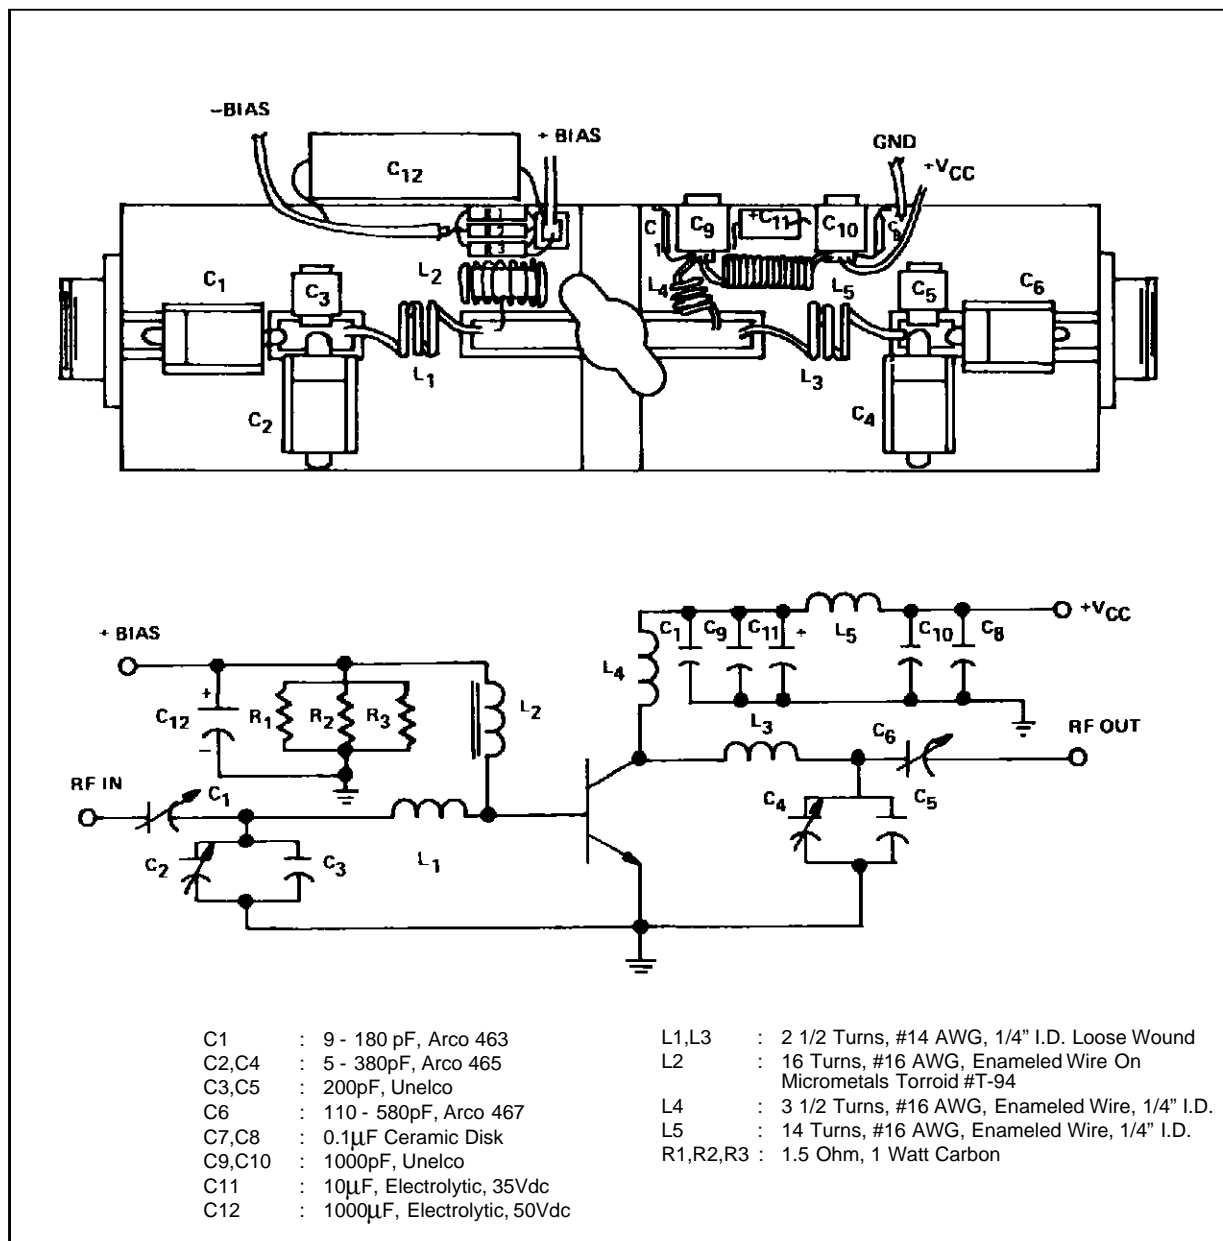 –BIAS
C12
+ BIAS
GND
+VCC
R 1
R 2
R 3
C
1
C9
+C11
C10
C8
C1
C3
L2
L1
C2
L4
L5
L3
C5
C6
C4
+ BIAS
C12
+
–
R1
R2
R3
L2
RF IN
C1
C2
C3
L1
L4
C1
C9
C11
+
L5
C10
C8
+VCC
L3
C6
RF OUT
C4
C5
C1 : 9 - 180 pF, Arco 463
C2,C4 : 5 - 380pF, Arco 465
C3,C5 : 200pF, Unelco
C6 : 110 - 580pF, Arco 467
C7,C8 : 0.1μF Ceramic Disk
C9,C10 : 1000pF, Unelco
C11 : 10μF, Electrolytic, 35Vdc
C12 : 1000μF, Electrolytic, 50Vdc
L1,L3 : 2 1/2 Turns, #14 AWG, 1/4” I.D. Loose Wound
L2 : 16 Turns, #16 AWG, Enameled Wire On
Micrometals Torroid #T-94
L4 : 3 1/2 Turns, #16 AWG, Enameled Wire, 1/4” I.D.
L5 : 14 Turns, #16 AWG, Enameled Wire, 1/4” I.D.
R1,R2,R3 : 1.5 Ohm, 1 Watt Carbon